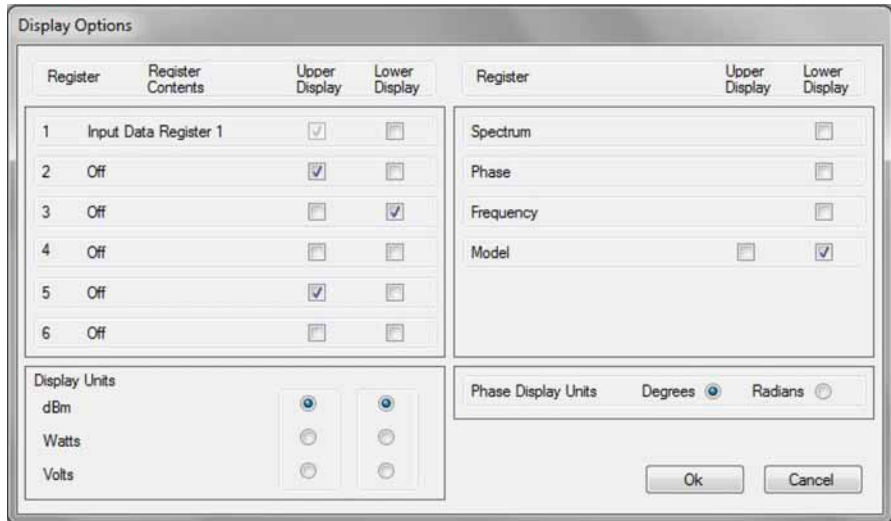 Display Options
Register Register Contents Upper Display Lower Display
1 Input Data Register 1
2 Off
3 Off
4 Off
5 Off
6 Off
Register Upper Display Lower Display
Spectrum
Phase
Frequency
Model
Display Units
dBm
Watts
Volts
Phase Display Units Degrees Radians
Ok Cancel